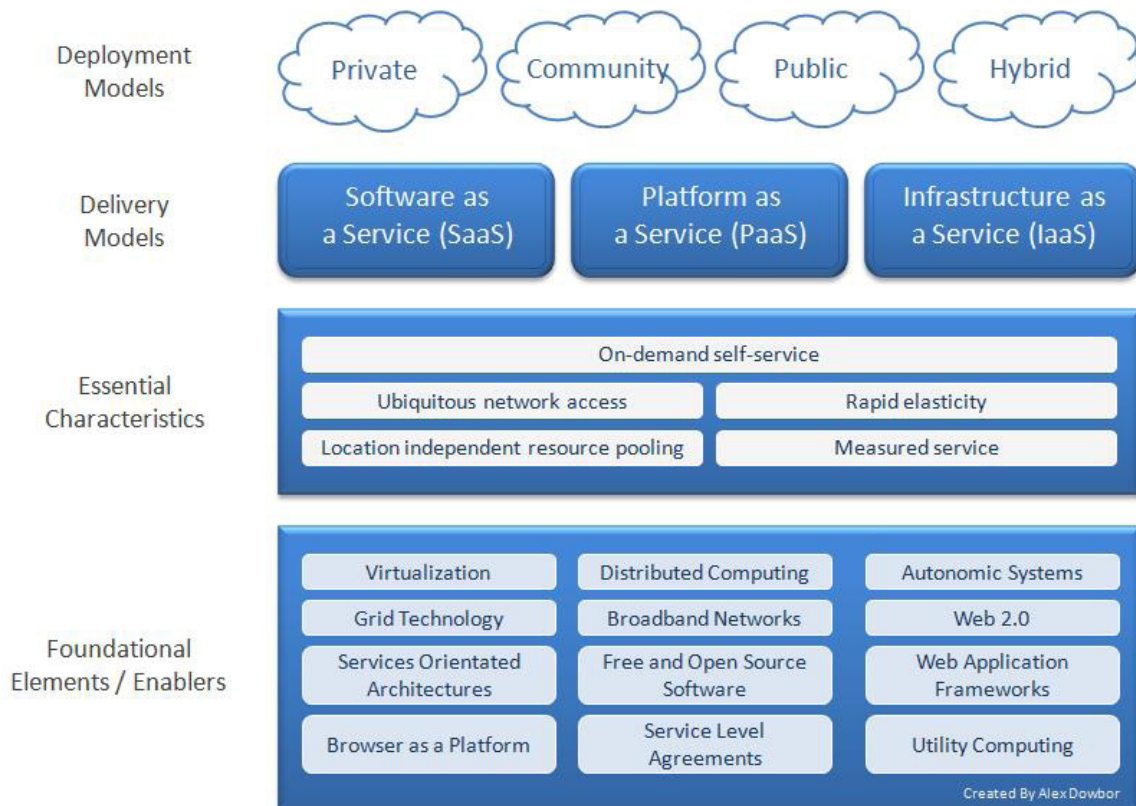 Deployment
Models
Private
Community
Public
Hybrid
Delivery
Models
Software as
a Service (SaaS)
Platform as
a Service (PaaS)
Infrastructure as
a Service (IaaS)
Essential
Characteristics
On-demand self-service
Ubiquitous network access
Rapid elasticity
Location independent resource pooling
Measured service
Foundational
Elements / Enablers
Virtualization
Distributed Computing
Autonomic Systems
Grid Technology
Broadband Networks
Web 2.0
Services Orientated
Architectures
Free and Open Source
Software
Web Application
Frameworks
Browser as a Platform
Service Level
Agreements
Utility Computing
Created By Alex Dowbor